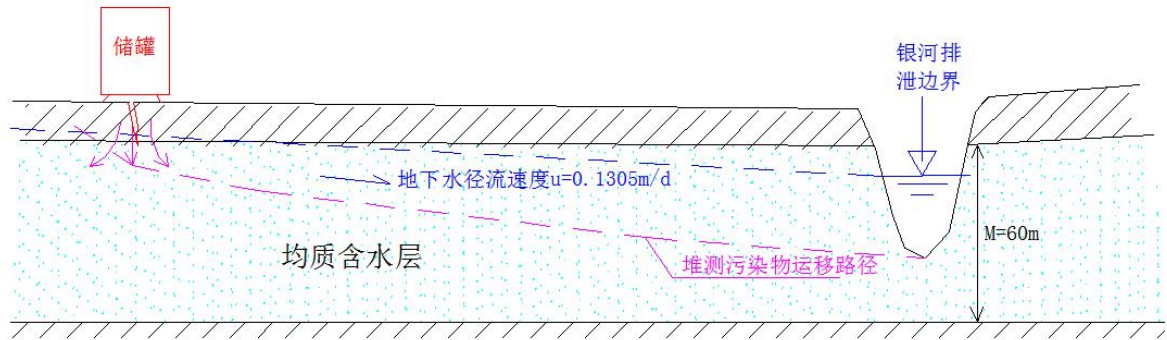 储罐
银河排
泄边界
地下水径流速度u=0.1305m/d
M=60m
均质含水层
堆测污染物运移路径